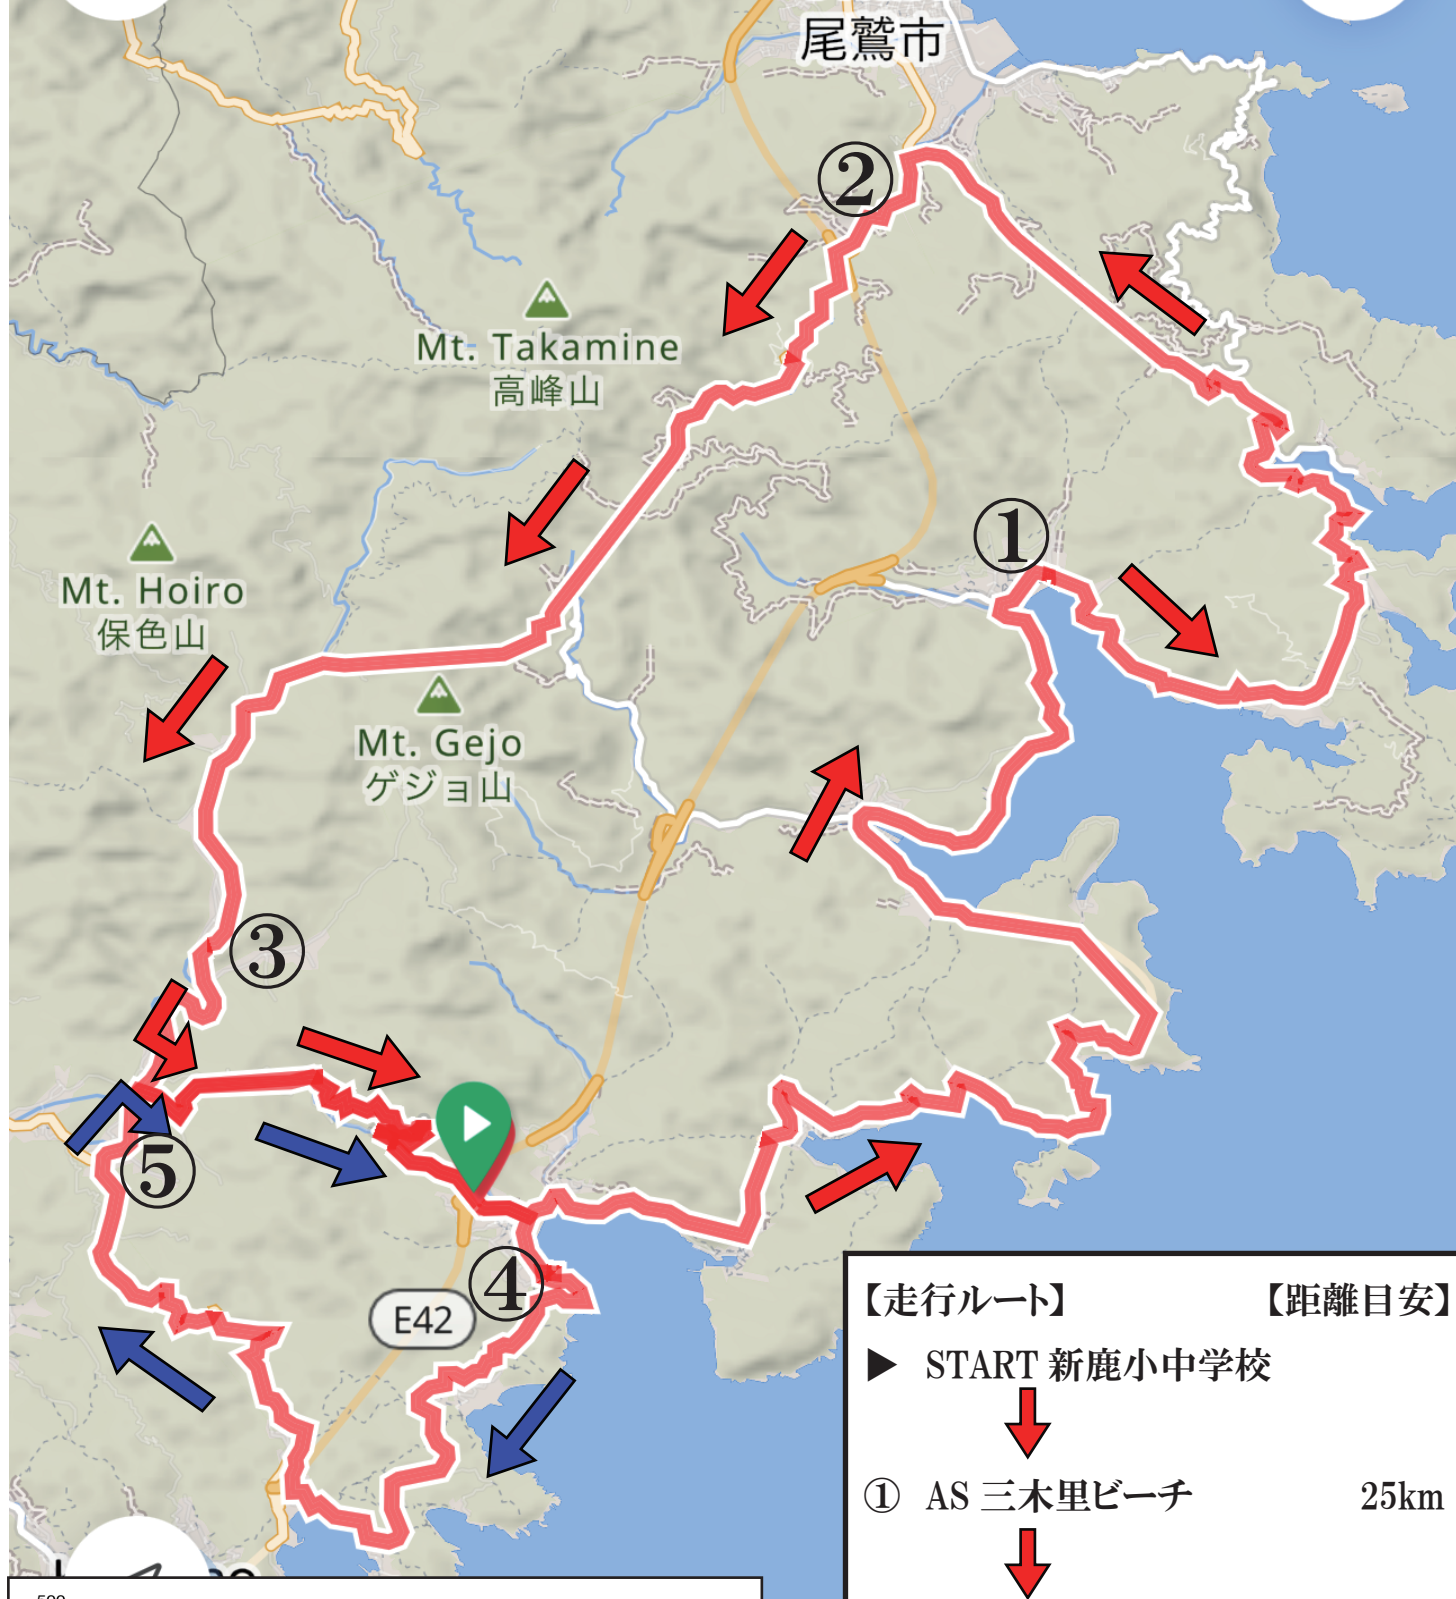 尾鷲市
②
Mt. Takamine
高峰山
①
Mt. Hoiro
保色山
Mt. Gejo
ゲジョ山
③
⑤
④
E42
【走行ルート】 【距離目安】
▶ START 新鹿小中学校
① AS 三木里ビーチ 25km